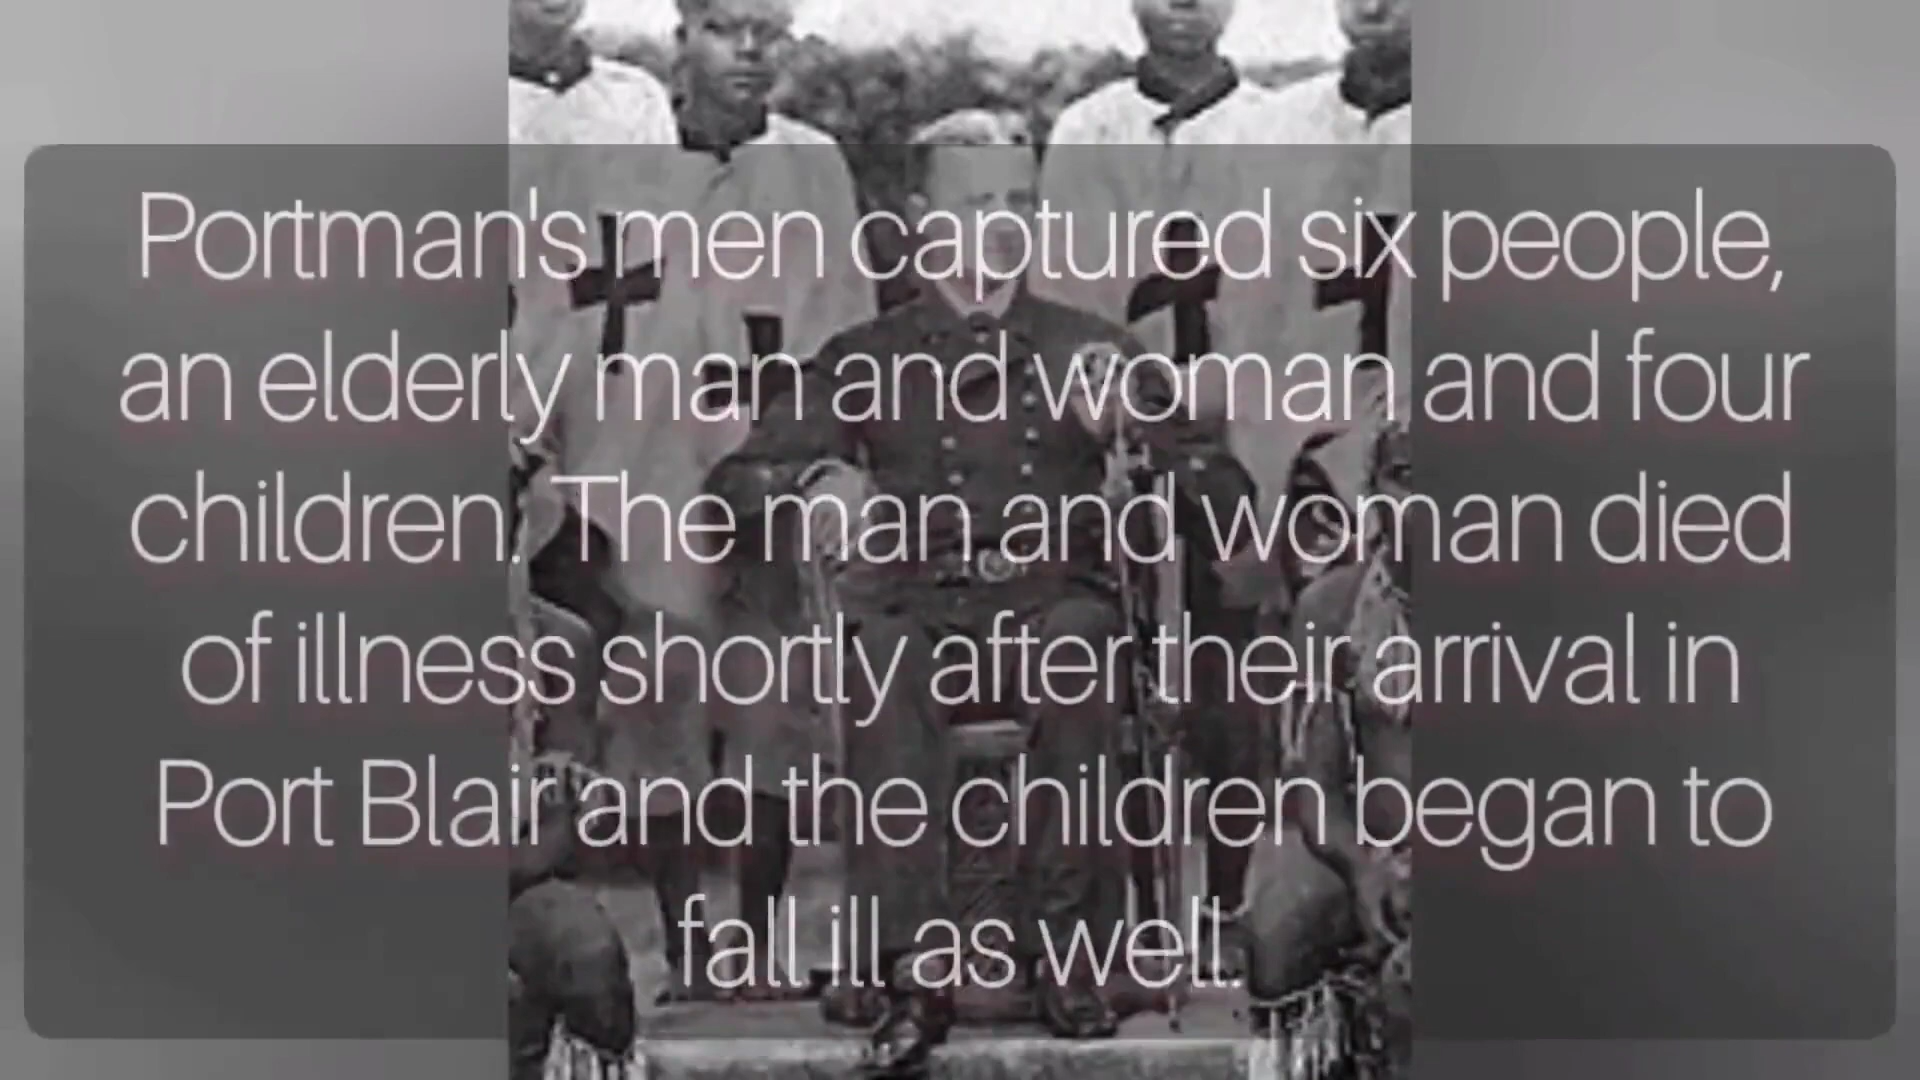 Portman's men captured six people,
an elderly man and woman and four
children. The man and woman died
of illness shortly after their arrival in
Port Blair and the children began to
fall ill as well.